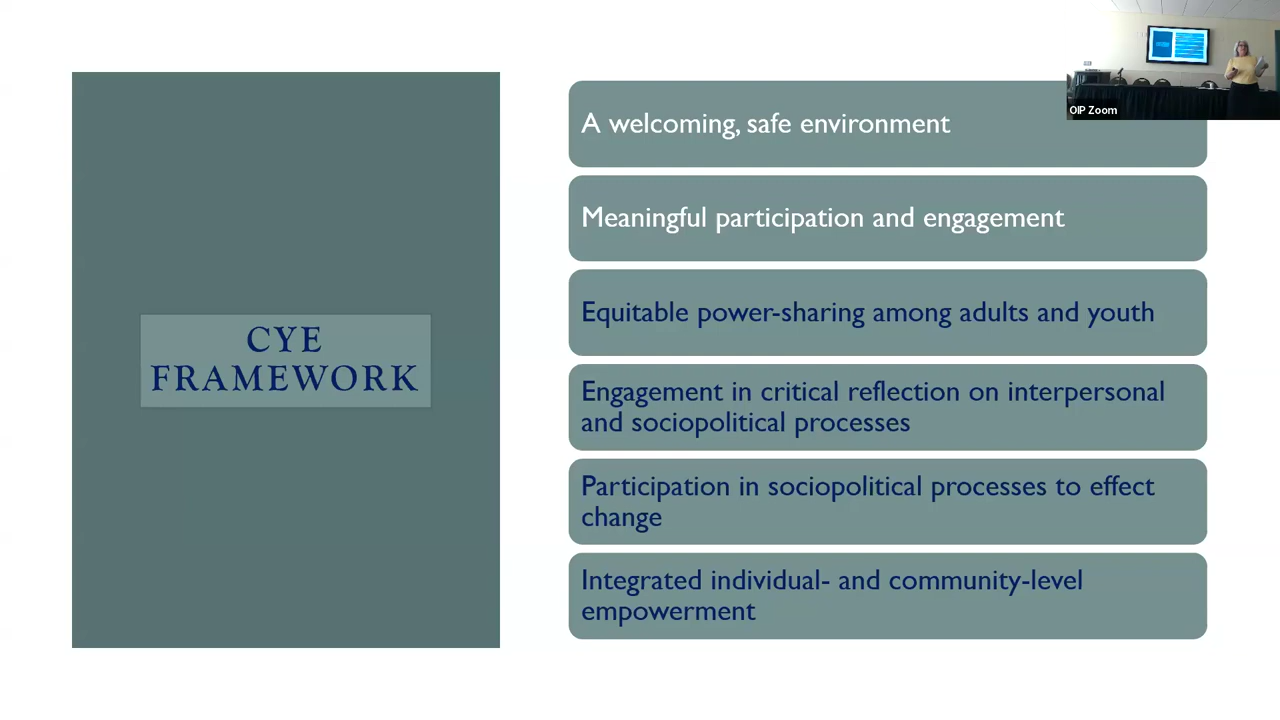 CYE
FRAMEWORK
A welcoming, safe environment
Meaningful participation and engagement
Equitable power-sharing among adults and youth
Engagement in critical reflection on interpersonal
and sociopolitical processes
Participation in sociopolitical processes to effect
change
Integrated individual- and community-level
empowerment
OIP Zoom